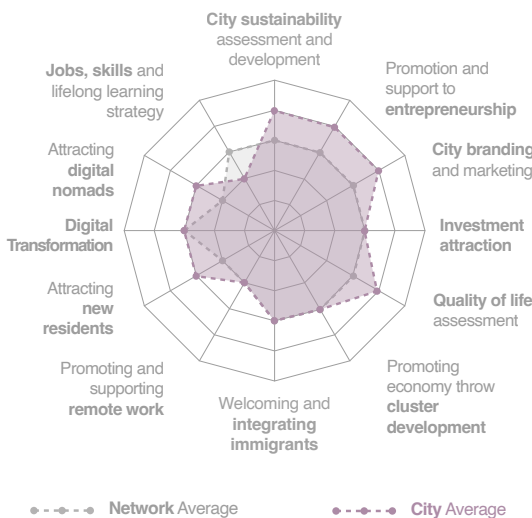 City sustainability
assessment and
development
Promotion and
support to
entrepreneurship
City branding
and marketing
Investment
attraction
Quality of life
assessment
Promoting
economy throw
cluster
development
Welcoming and
integrating
immigrants
Promoting and
supporting
remote work
Attracting
new
residents
Digital
Transformation
Attracting
digital
nomads
Jobs, skills and
lifelong learning
strategy
Network Average
City Average